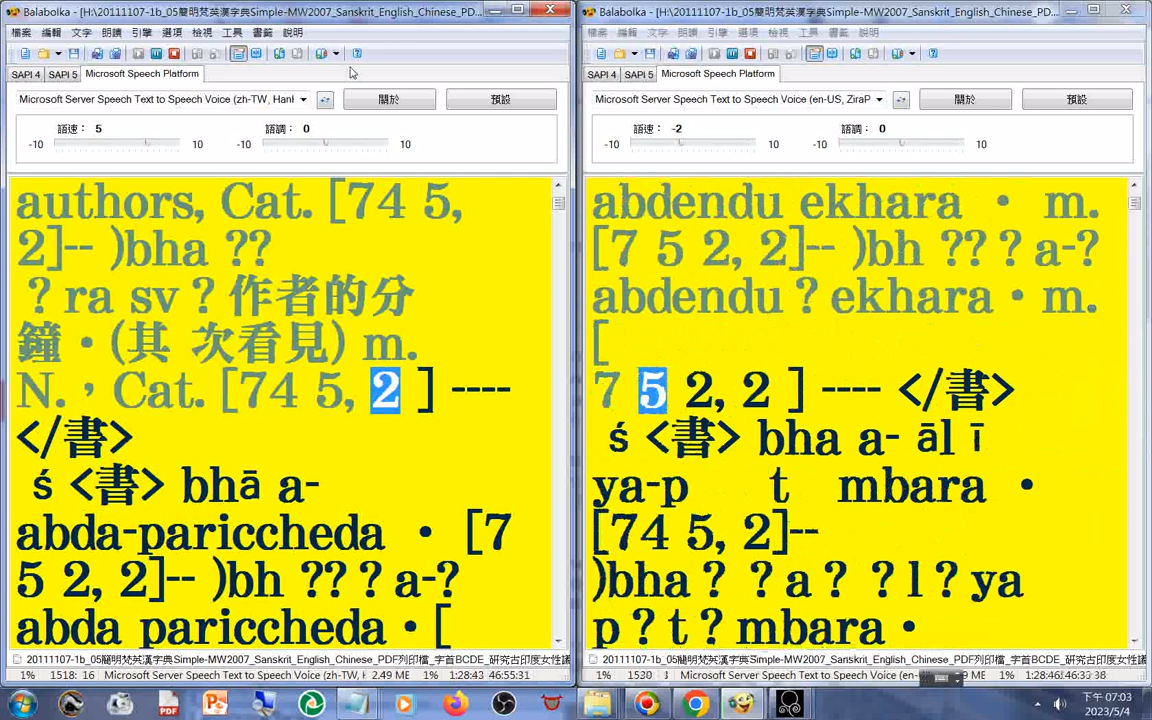 Balabolka - [H:\20111107-1b_05簡明梵英漢字典Simple-MW2007_Sanskrit_English_Chinese_PD...
檔案 編輯 文字 朗讀 引擎 選項 檢視 工具 書籤 說明
SAPI 4 SAPI 5 Microsoft Speech Platform
Microsoft Server Speech Text to Speech Voice (zh-TW, Hanl
關於 預設
語速： 5 語調： 0
-10 10 -10 10
authors, Cat. [74 5,
2]-- )bha ??
？ra sv？作者的分
鐘・(其 次看見) m.
N.，Cat. [74 5, 2 ] ----
</書>
ś <書> bhā a-
abda-pariccheda ・ [7
5 2, 2]-- )bh ??？a-?
abda pariccheda・[
20111107-1b_05簡明梵英漢字典Simple-MW2007_Sanskrit_English_Chinese_PDF列印檔_字首BCDE_研究古印度女性議
1% 1518: 16 Microsoft Server Speech Text to Speech Voice (zh-TW, H 2.49 ME 1% 1:28:43 46:55:31
Balabolka - [H:\20111107-1b_05簡明梵英漢字典Simple-MW2007_Sanskrit_English_Chinese_PD...
檔案 編輯 文字 朗讀 引擎 選項 檢視 工具 書籤 說明
SAPI 4 SAPI 5 Microsoft Speech Platform
Microsoft Server Speech Text to Speech Voice (en-US, ZiraP
關於 預設
語速： -2 語調： 0
-10 10 -10 10
abdendu ekhara ・ m.
[7 5 2, 2]-- )bh ??？a-?
abdendu？ekhara・m.
[
7 5 2, 2 ] ---- </書>
ś <書> bha a- āl ī
ya-p t mbara ・
[74 5, 2]--
)bha？？a？？l？ya
p？t？mbara・
20111107-1b_05簡明梵英漢字典Simple-MW2007_Sanskrit_English_Chinese_PDF列印檔_字首BCDE_研究古印度女性議
1% 1530 Microsoft Server Speech Text to Speech Voice (en-U ME 1% 1:28:43 46:33:38
PDF
下午 07:03
2023/5/4